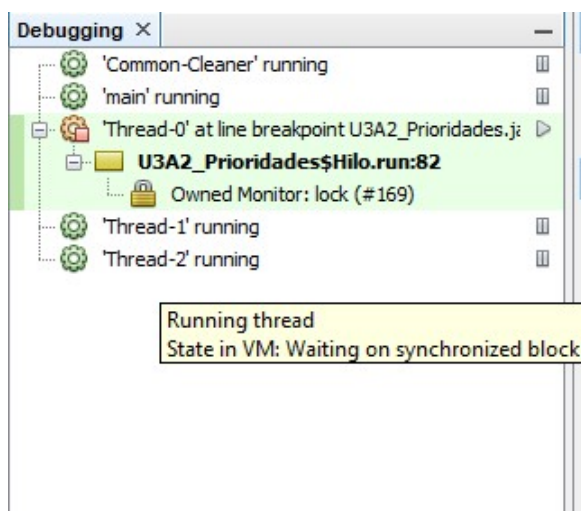 Debugging
'Common-Cleaner' running
'main' running
'Thread-0' at line breakpoint U3A2_Prioridades.ja
U3A2_Prioridades$Hilo.run:82
Owned Monitor: lock (#169)
'Thread-1' running
'Thread-2' running
Running thread
State in VM: Waiting on synchronized block